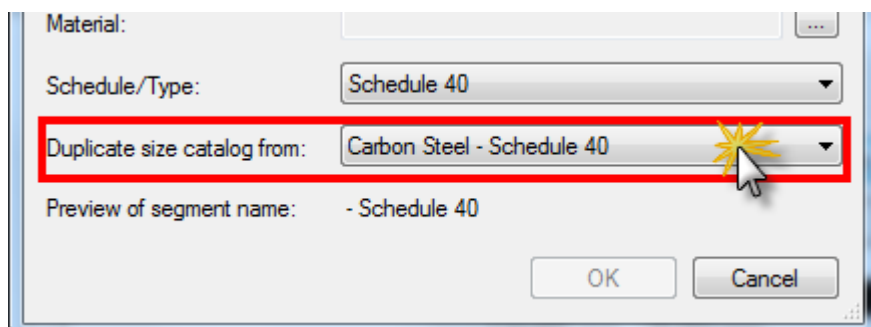 Material:
...
Schedule/Type: Schedule 40
Duplicate size catalog from: Carbon Steel - Schedule 40
Preview of segment name: - Schedule 40
OK Cancel